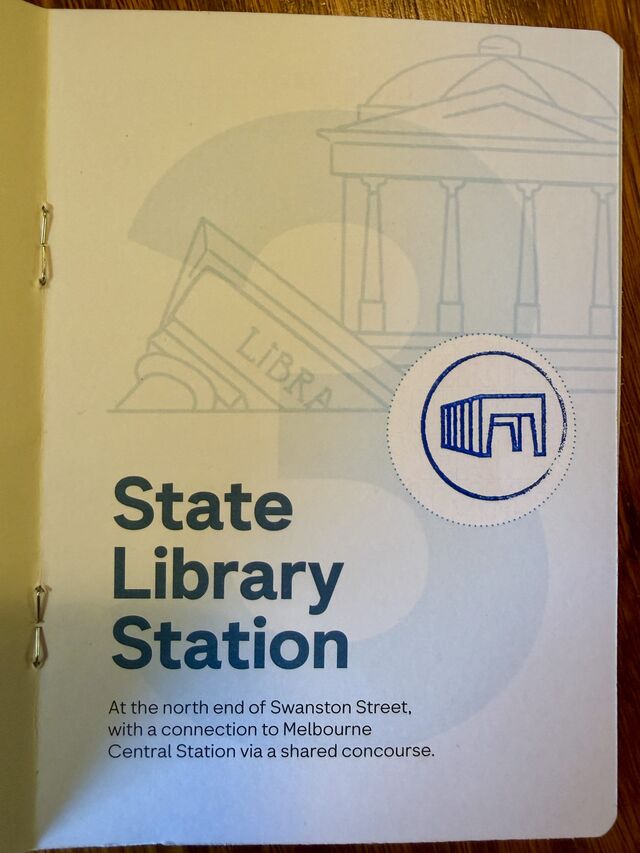 3
LIBRA
State
Library
Station
At the north end of Swanston Street,
with a connection to Melbourne
Central Station via a shared concourse.